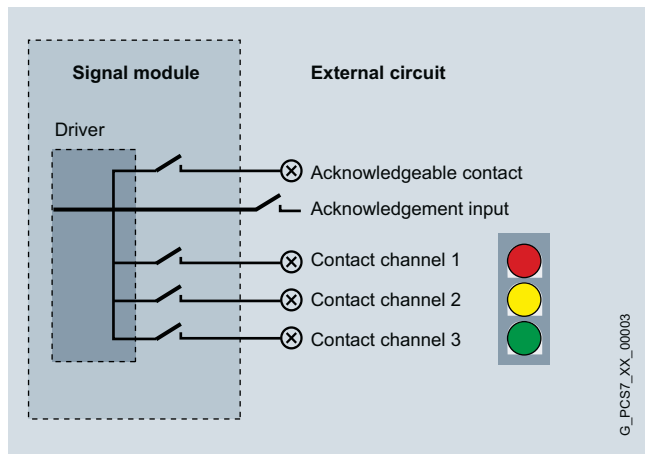 Signal module
External circuit
Driver
Acknowledgeable contact
Acknowledgement input
Contact channel 1
Contact channel 2
Contact channel 3
G_PCS7_XX_00003